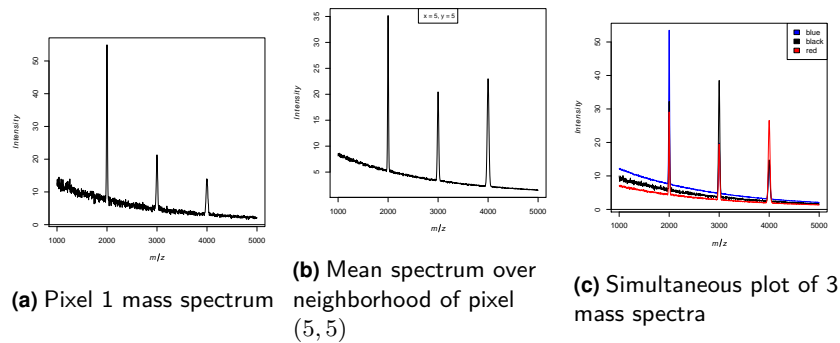 Intensity
50
40
30
20
10
0
1000 2000 3000 4000 5000
m/z
(a) Pixel 1 mass spectrum
x = 5, y = 5
Intensity
35
30
25
20
15
10
5
1000 2000 3000 4000 5000
m/z
(b) Mean spectrum over
neighborhood of pixel
(5, 5)
blue
black
red
Intensity
50
40
30
20
10
0
1000 2000 3000 4000 5000
m/z
(c) Simultaneous plot of 3
mass spectra